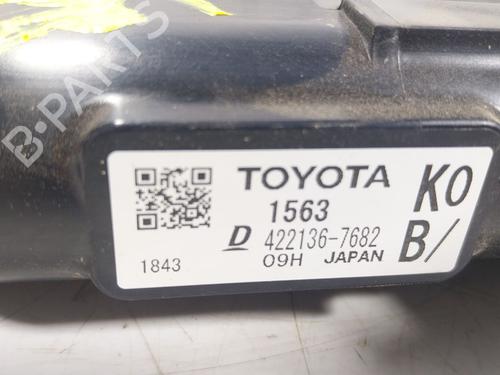 B-PARTS
TOYOTA
K0
1563
D 422136-7682
B/
1843
09H JAPAN